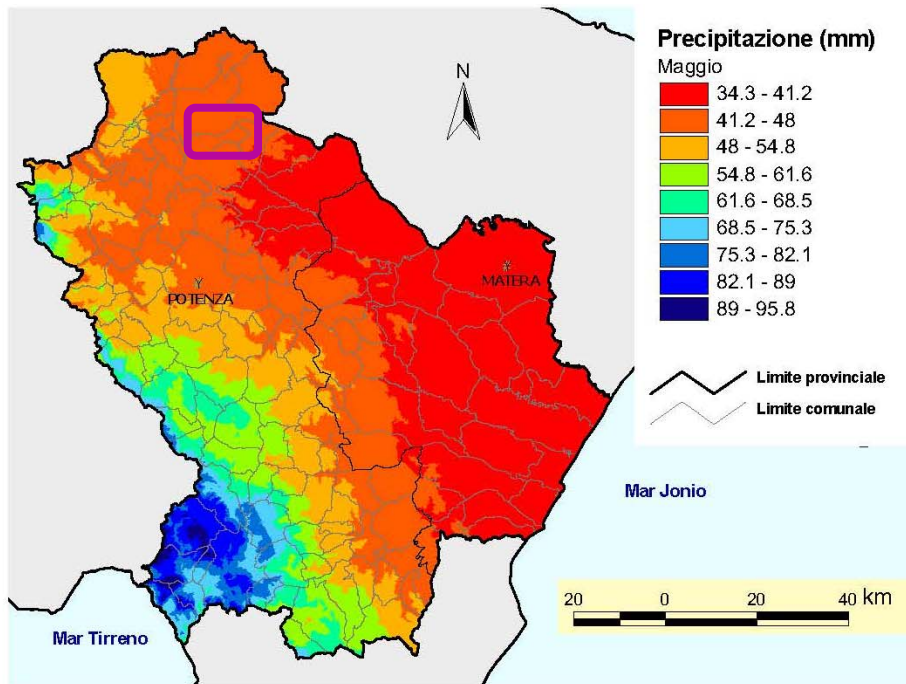 Precipitazione (mm)
Maggio
34.3 - 41.2
41.2 - 48
48 - 54.8
54.8 - 61.6
61.6 - 68.5
68.5 - 75.3
75.3 - 82.1
82.1 - 89
89 - 95.8
Limite provinciale
Limite comunale
N
POTENZA
MATERA
Mar Jonio
Mar Tirreno
20 0 20 40 km